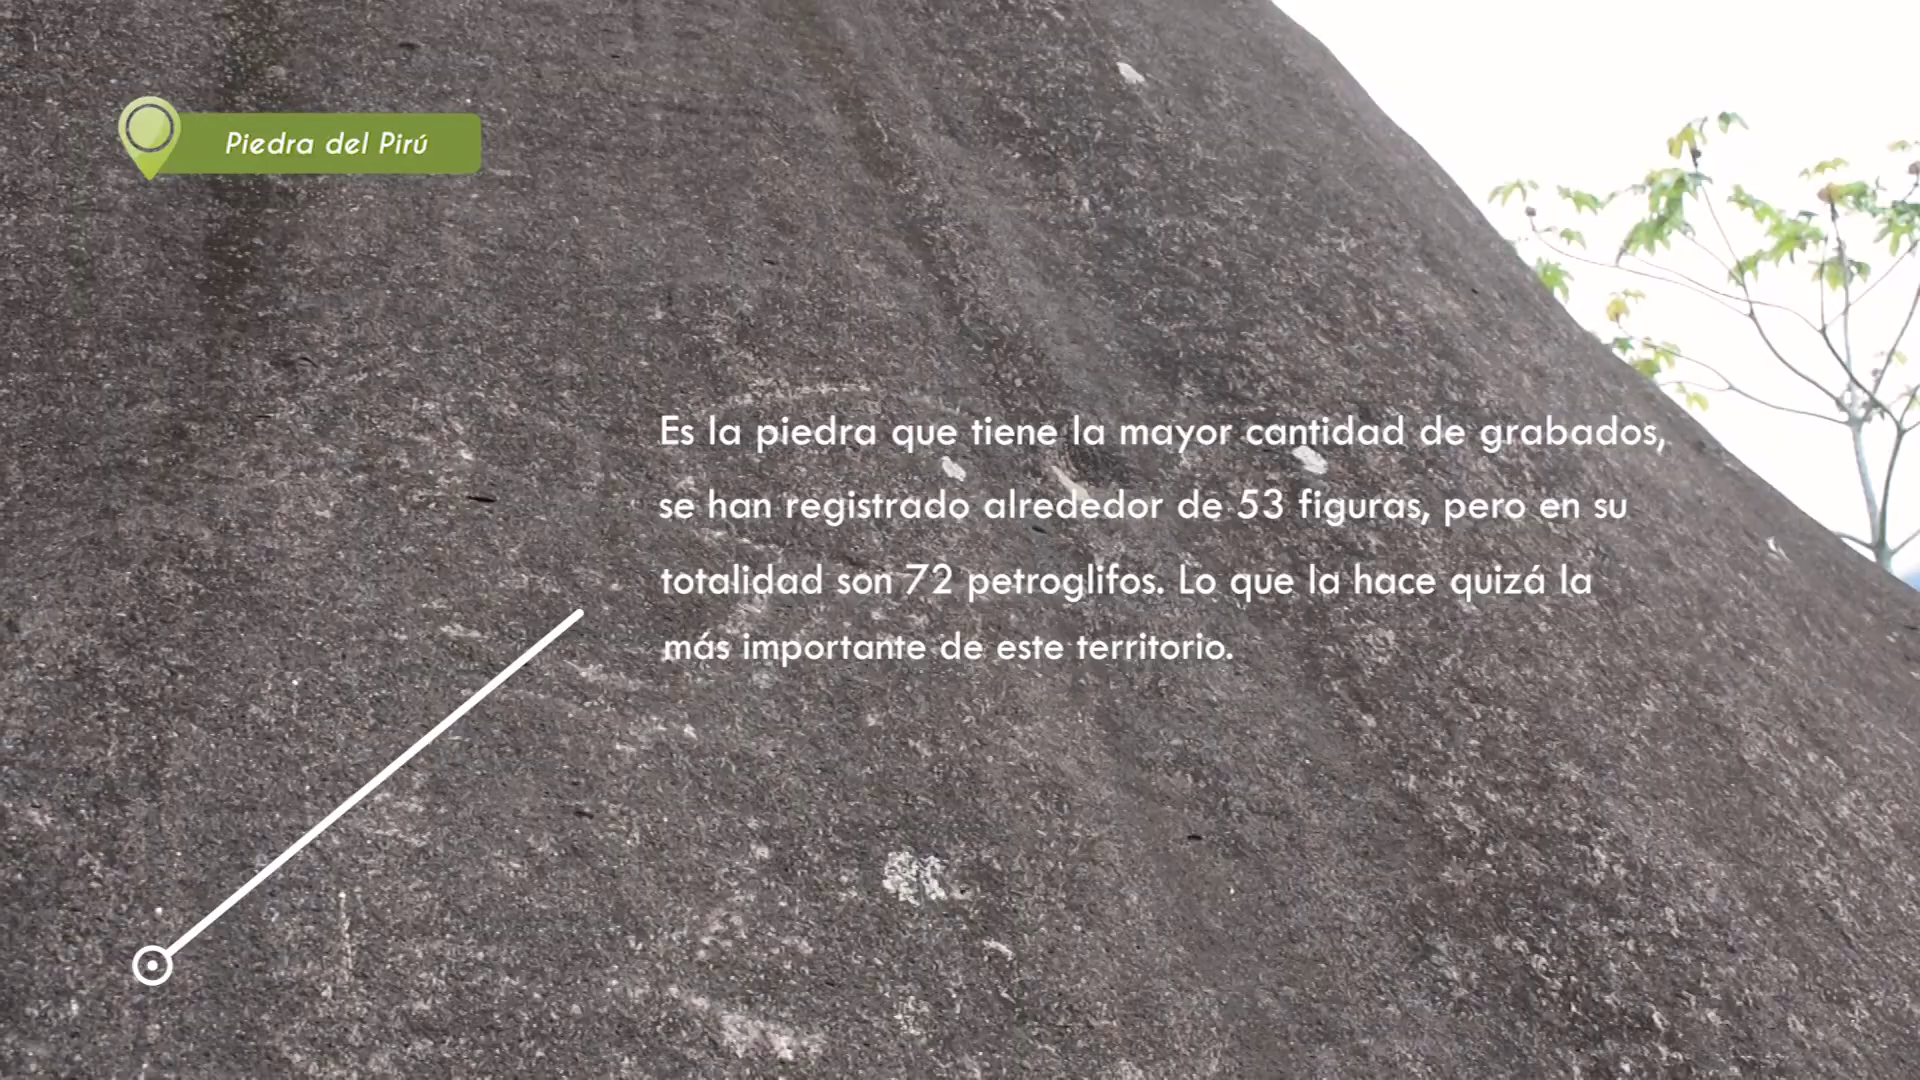 Piedra del Pirú
Es la piedra que tiene la mayor cantidad de grabados,
se han registrado alrededor de 53 figuras, pero en su
totalidad son 72 petroglifos. Lo que la hace quizá la
más importante de este territorio.